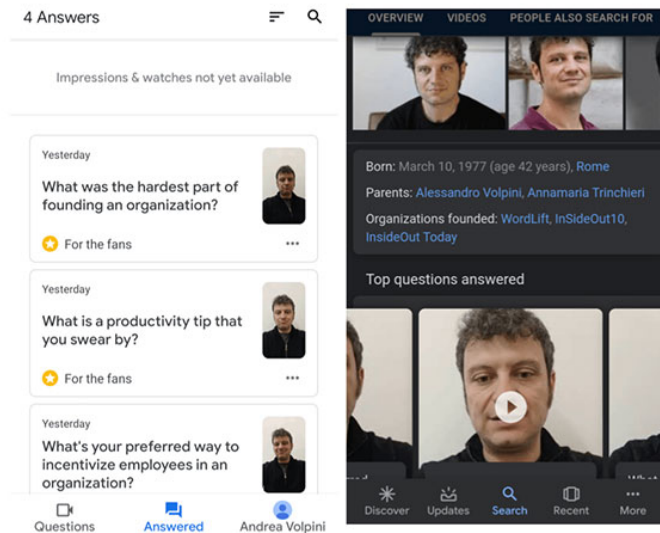 4 Answers
Impressions & watches not yet available
Yesterday
What was the hardest part of
founding an organization?
For the fans
Yesterday
What is a productivity tip that
you swear by?
For the fans
Yesterday
What's your preferred way to
incentivize employees in an
organization?
Questions
Answered
Andrea Volpini
OVERVIEW VIDEOS PEOPLE ALSO SEARCH FOR
Born: March 10, 1977 (age 42 years), Rome
Parents: Alessandro Volpini, Annamaria Trinchieri
Organizations founded: WordLift, InSideOut10,
InsideOut Today
Top questions answered
Discover
Updates
Search
Recent
More